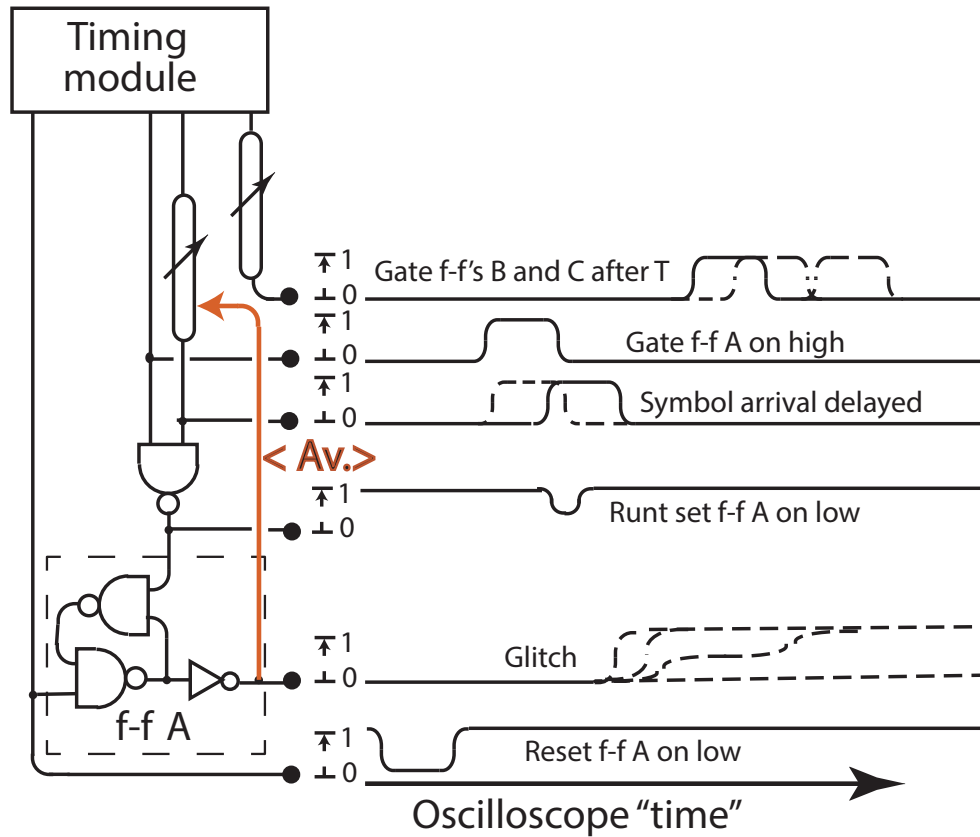 Timing
module
1
Gate f-f's B and C after T
0
1
Gate f-f A on high
0
1
Symbol arrival delayed
0
< Av.>
1
Runt set f-f A on low
0
1
Glitch
0
f-f A
1
Reset f-f A on low
0
Oscilloscope "time"